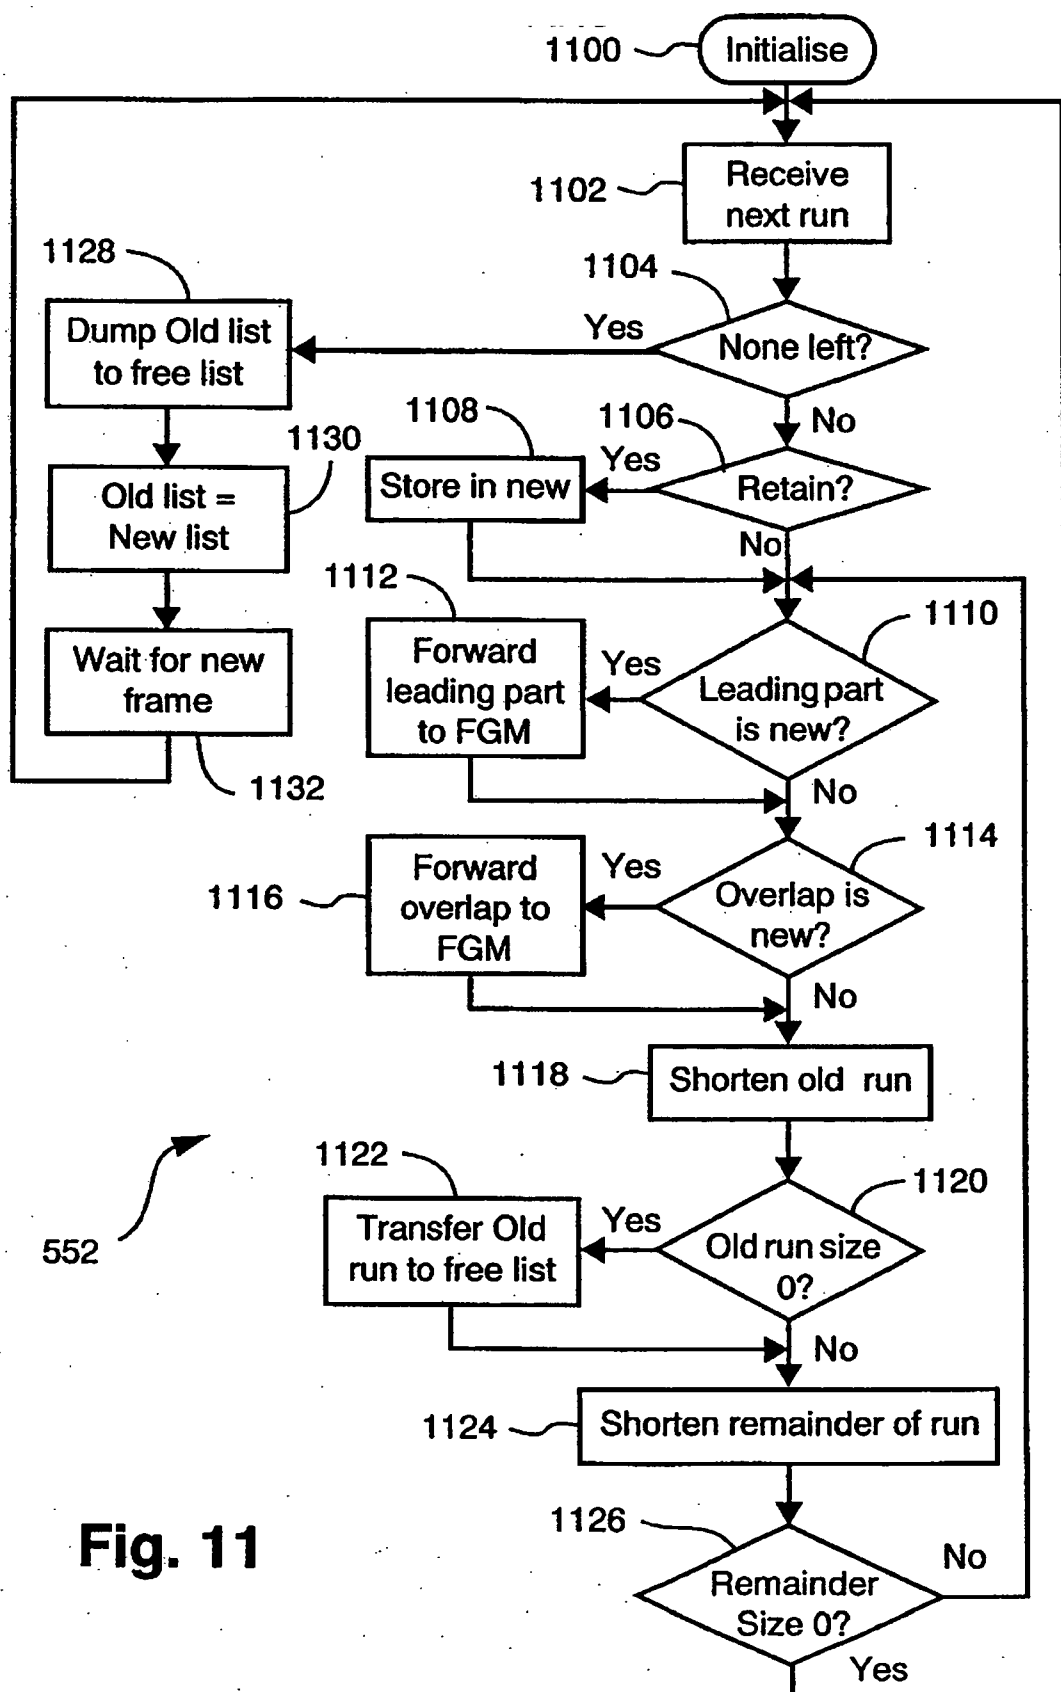 1100
Initialise
1102
Receive
next run
1104
1128
Yes
None left?
Dump Old list
to free list
No
1108
1106
1130
Yes
Store in new
Retain?
Old list =
New list
No
1112
1110
Wait for new
frame
Forward
leading part
to FGM
Yes
Leading part
is new?
1132
No
1114
1116
Forward
overlap to
FGM
Yes
Overlap is
new?
No
1118
Shorten old run
1122
1120
552
Transfer Old
run to free list
Yes
Old run size
0?
No
1124
Shorten remainder of run
1126
Fig. 11
Remainder
Size 0?
No
Yes